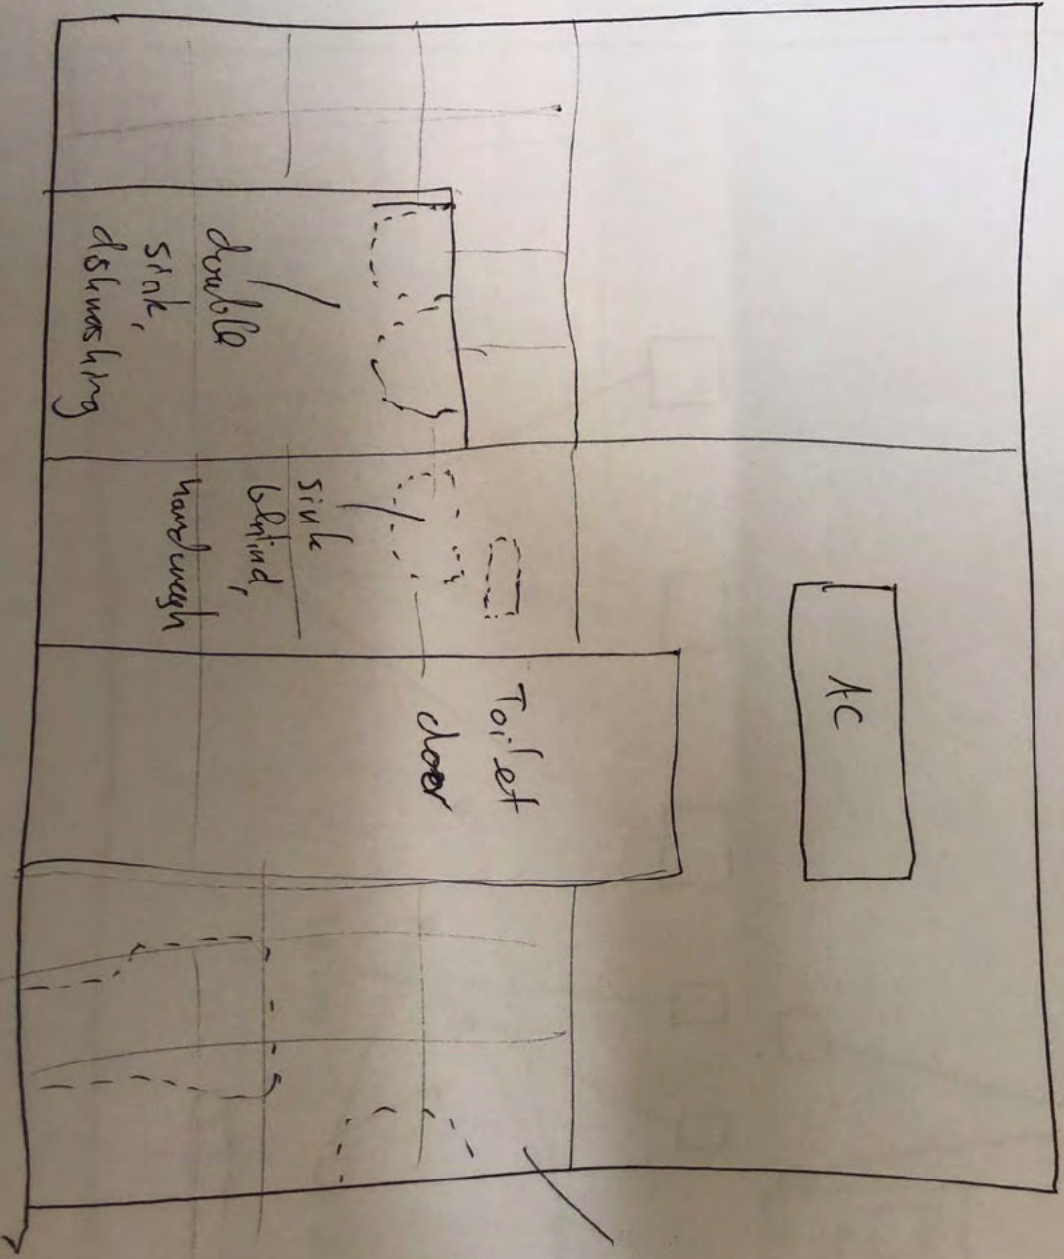 AC
double
sink,
dishwashing
sink
behind,
handwash
Toilet
door